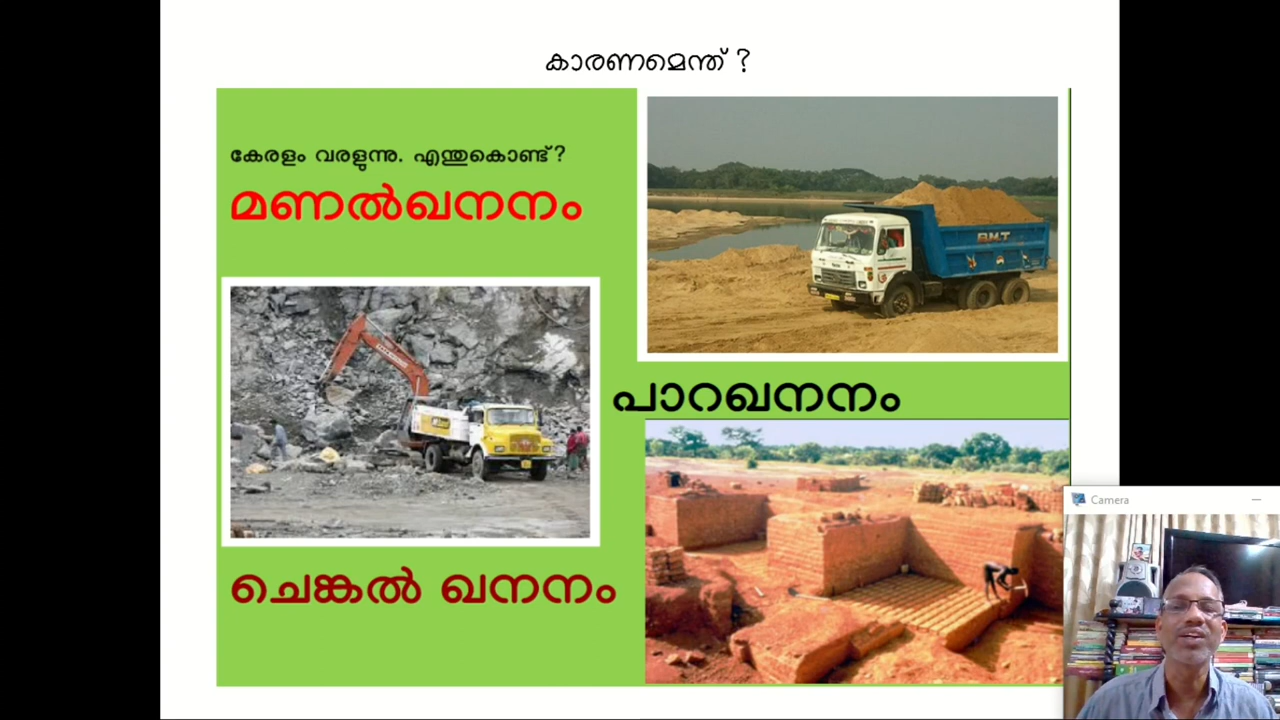 കാരണമെന്ത് ?
കേരളം വരളുന്നു. എന്തുകൊണ്ട് ?
മണൽഖനനം
പാറഖനനം
ചെങ്കൽ ഖനനം
Camera